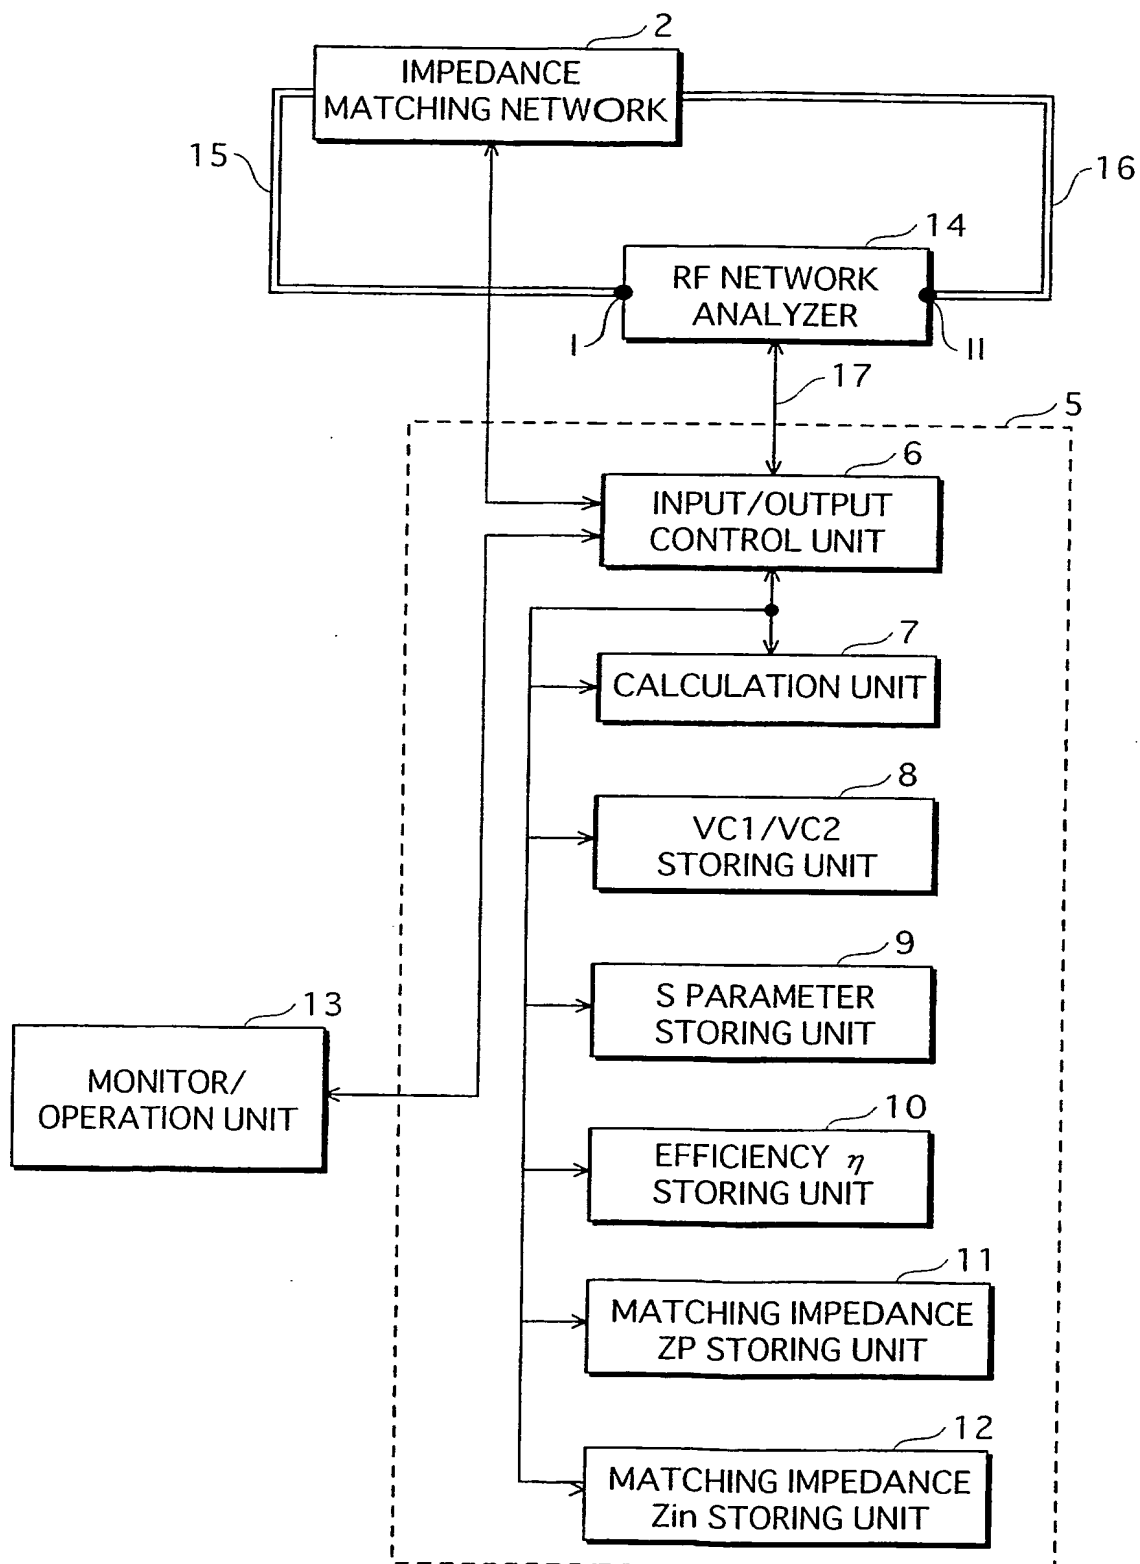 2
IMPEDANCE
MATCHING NETWORK
15
16
14
RF NETWORK
ANALYZER
I
II
17
5
6
INPUT/OUTPUT
CONTROL UNIT
7
CALCULATION UNIT
8
VC1/VC2
STORING UNIT
9
S PARAMETER
STORING UNIT
13
MONITOR/
OPERATION UNIT
10
EFFICIENCY η
STORING UNIT
11
MATCHING IMPEDANCE
ZP STORING UNIT
12
MATCHING IMPEDANCE
Zin STORING UNIT